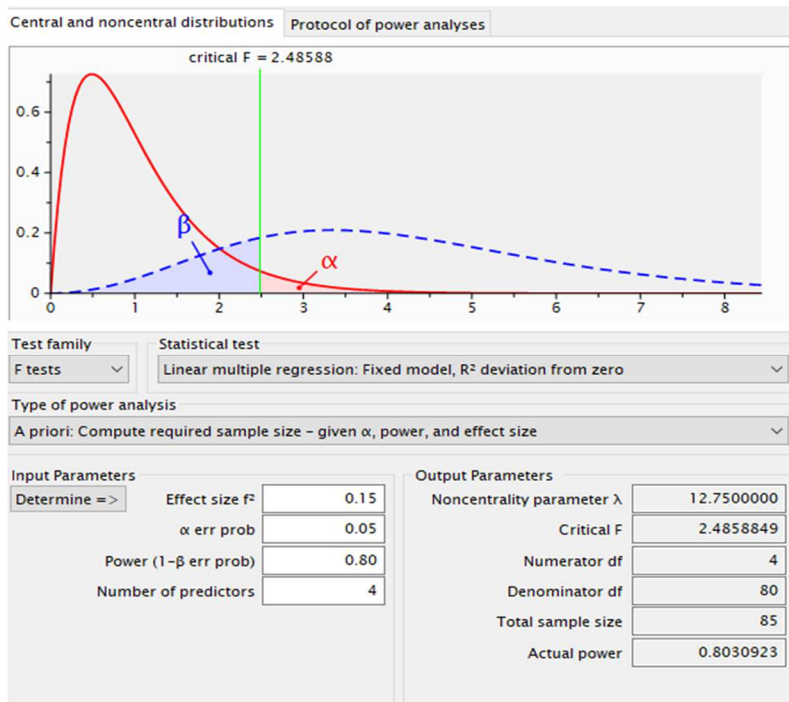 Central and noncentral distributions Protocol of power analyses
critical F = 2.48588
0.6
0.4
0.2
0
β
α
0 1 2 3 4 5 6 7 8
Test family Statistical test
F tests Linear multiple regression: Fixed model, R² deviation from zero
Type of power analysis
A priori: Compute required sample size – given α, power, and effect size
Input Parameters Output Parameters
Determine => Effect size f² 0.15 Noncentrality parameter λ 12.7500000
α err prob 0.05 Critical F 2.4858849
Power (1-β err prob) 0.80 Numerator df 4
Number of predictors 4 Denominator df 80
Total sample size 85
Actual power 0.8030923